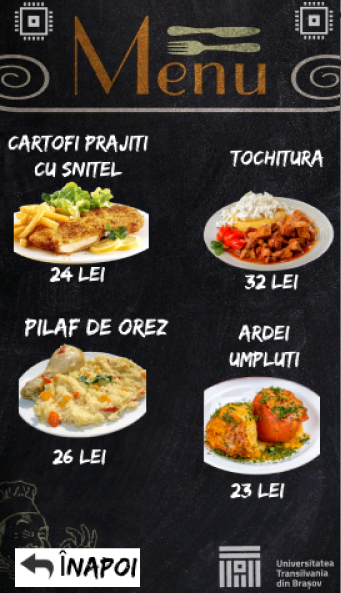 Menu
CARTOFI PRAJITI
CU SNITEL
24 LEI
TOCHITURA
32 LEI
PILAF DE OREZ
26 LEI
ARDEI
UMPLUTI
23 LEI
ÎNAPOI
Universitatea
Transilvania
din Brașov